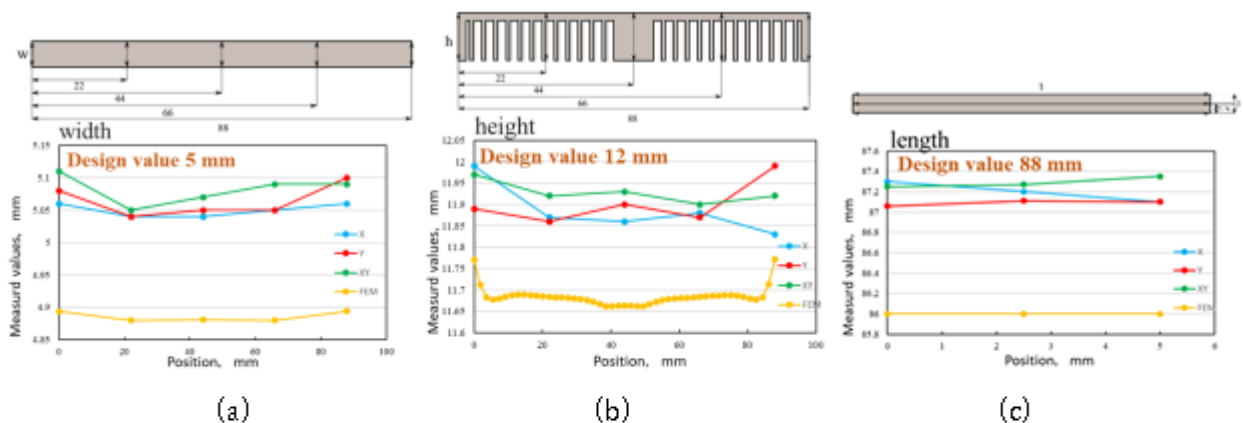 w
22
44
66
88
width
Design value 5 mm
5.15
5.1
5.05
5
4.95
4.9
4.85
Measurd values, mm
X
Y
XY
FEM
0
20
40
60
80
100
Position, mm
(a)
h
22
44
66
88
height
Design value 12 mm
12.05
12
11.95
11.9
11.85
11.8
11.75
11.7
11.65
11.6
Measurd values, mm
X
Y
XY
FEM
0
20
40
60
80
100
Position, mm
(b)
length
Design value 88 mm
87.6
87.4
87.2
87
86.8
86.6
86.4
86.2
86
85.8
Measurd values, mm
X
Y
XY
FEM
0
1
2
3
4
5
6
Position, mm
(c)